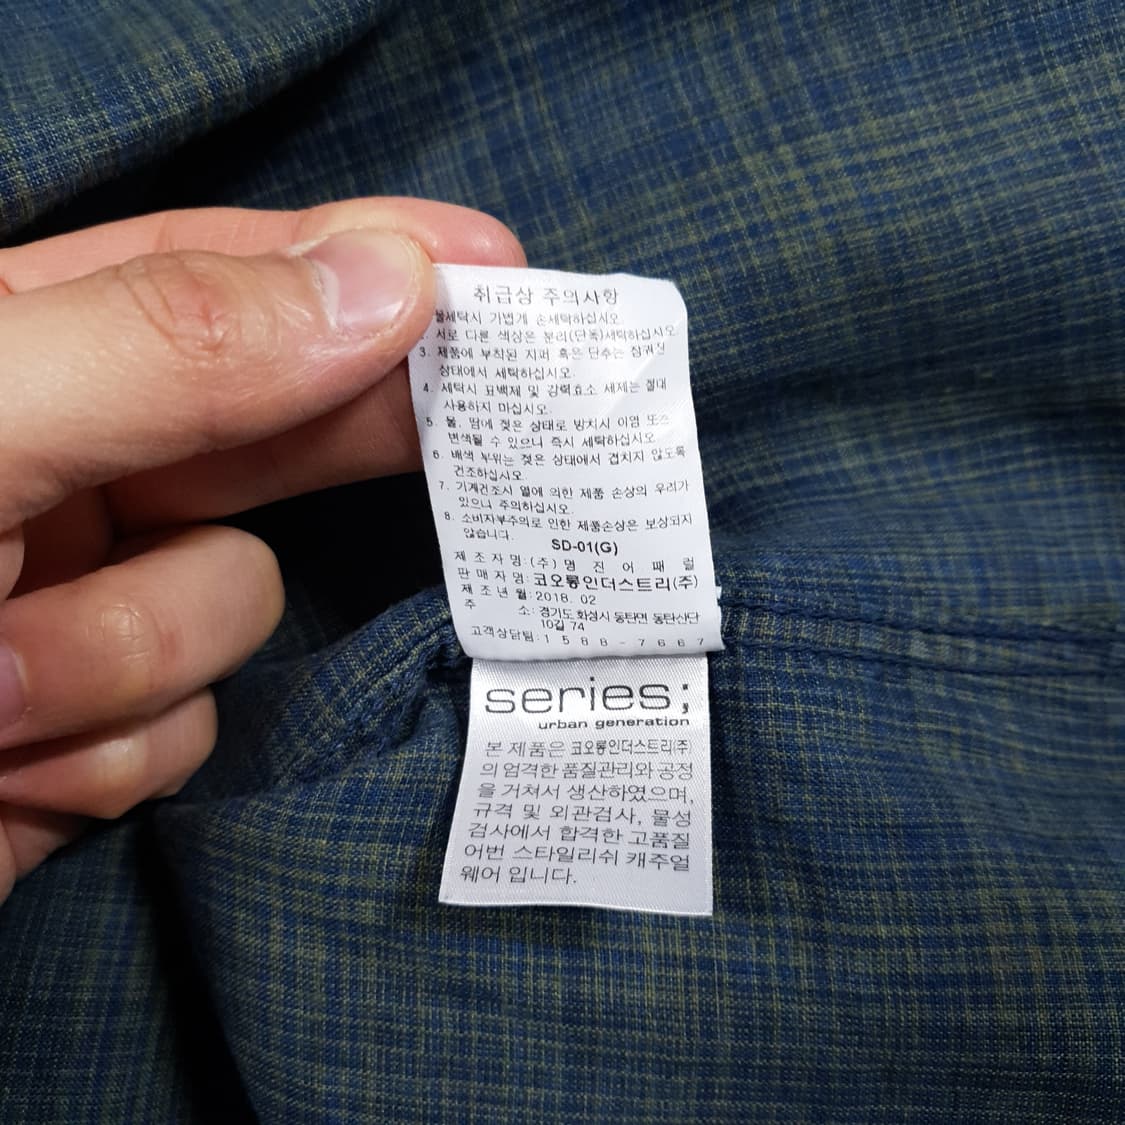 취급상 주의사항
물세탁시 가볍게 손세탁하십시오.
서로 다른 색상은 분리(단독)세탁하십시오.
3. 제품에 부착된 지퍼 혹은 단추는 잠궈진
상태에서 세탁하십시오.
4. 세탁시 표백제 및 강력효소 세제는 절대
사용하지 마십시오.
5. 물, 땀에 젖은 상태로 방치시 이염 또는
변색될 수 있으니 즉시 세탁하십시오.
6. 배색 부위는 젖은 상태에서 겹치지 않도록
건조하십시오.
7. 기계건조시 열에 의한 제품 손상의 우려가
있으니 주의하십시오.
8. 소비자부주의로 인한 제품손상은 보상되지
않습니다.
SD-01(G)
제 조 자 명:(주)명 진 어 패 럴
판 매 자 명:코오롱인더스트리(주)
제 조 년 월:2018. 02
주 소:경기도 화성시 동탄면 동탄산단
10길 74
고객상담팀:1 5 8 8 - 7 6 6 7
series;
urban generation
본 제품은 코오롱인더스트리(주)
의 엄격한 품질관리와 공정
을 거쳐서 생산하였으며,
규격 및 외관검사, 물성
검사에서 합격한 고품질
어번 스타일리쉬 캐주얼
웨어 입니다.